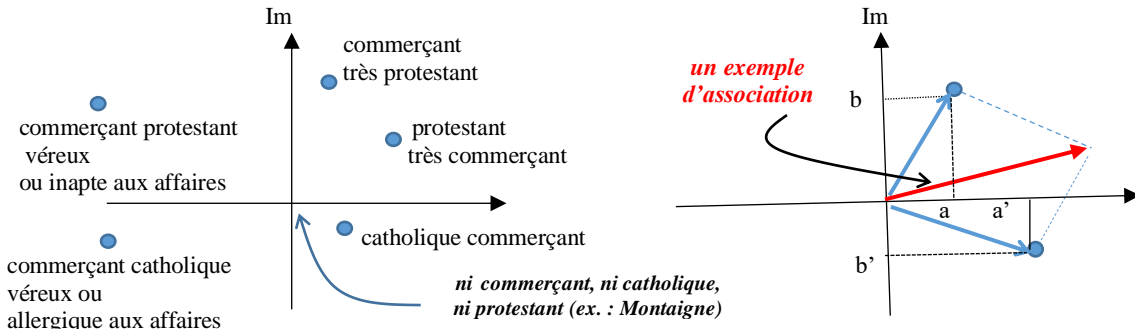 Im
commerçant
très protestant
commerçant protestant
véreux
ou inapte aux affaires
protestant
très commerçant
catholique commerçant
commerçant catholique
véreux ou
allergique aux affaires
ni commerçant, ni catholique,
ni protestant (ex. : Montaigne)
Im
un exemple
d’association
b
a
a’
b’